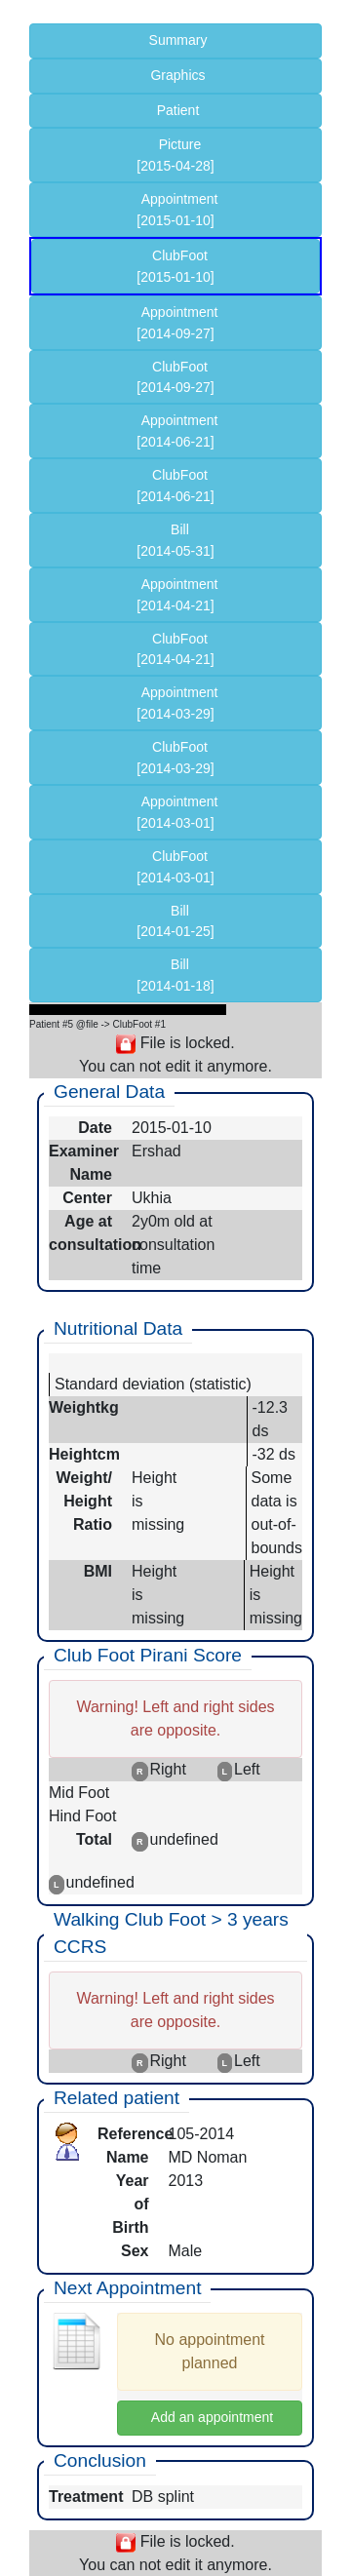 Summary
Graphics
Patient
Picture
[2015-04-28]
Appointment
[2015-01-10]
ClubFoot
[2015-01-10]
Appointment
[2014-09-27]
ClubFoot
[2014-09-27]
Appointment
[2014-06-21]
ClubFoot
[2014-06-21]
Bill
[2014-05-31]
Appointment
[2014-04-21]
ClubFoot
[2014-04-21]
Appointment
[2014-03-29]
ClubFoot
[2014-03-29]
Appointment
[2014-03-01]
ClubFoot
[2014-03-01]
Bill
[2014-01-25]
Bill
[2014-01-18]
Patient #5 @file -> ClubFoot #1
File is locked.
You can not edit it anymore.
General Data
Date 2015-01-10
Examiner Ershad
Name
Center Ukhia
Age at 2y0m old at
consultation consultation
time
Nutritional Data
Standard deviation (statistic)
Weightkg -12.3
ds
Heightcm -32 ds
Weight/ Height Some
Height is data is
Ratio missing out-of-
bounds
BMI Height Height
is is
missing missing
Club Foot Pirani Score
Warning! Left and right sides
are opposite.
R Right L Left
Mid Foot
Hind Foot
Total R undefined
L undefined
Walking Club Foot > 3 years
CCRS
Warning! Left and right sides
are opposite.
R Right L Left
Related patient
Reference 105-2014
Name MD Noman
Year 2013
of
Birth
Sex Male
Next Appointment
No appointment
planned
Add an appointment
Conclusion
Treatment DB splint
File is locked.
You can not edit it anymore.